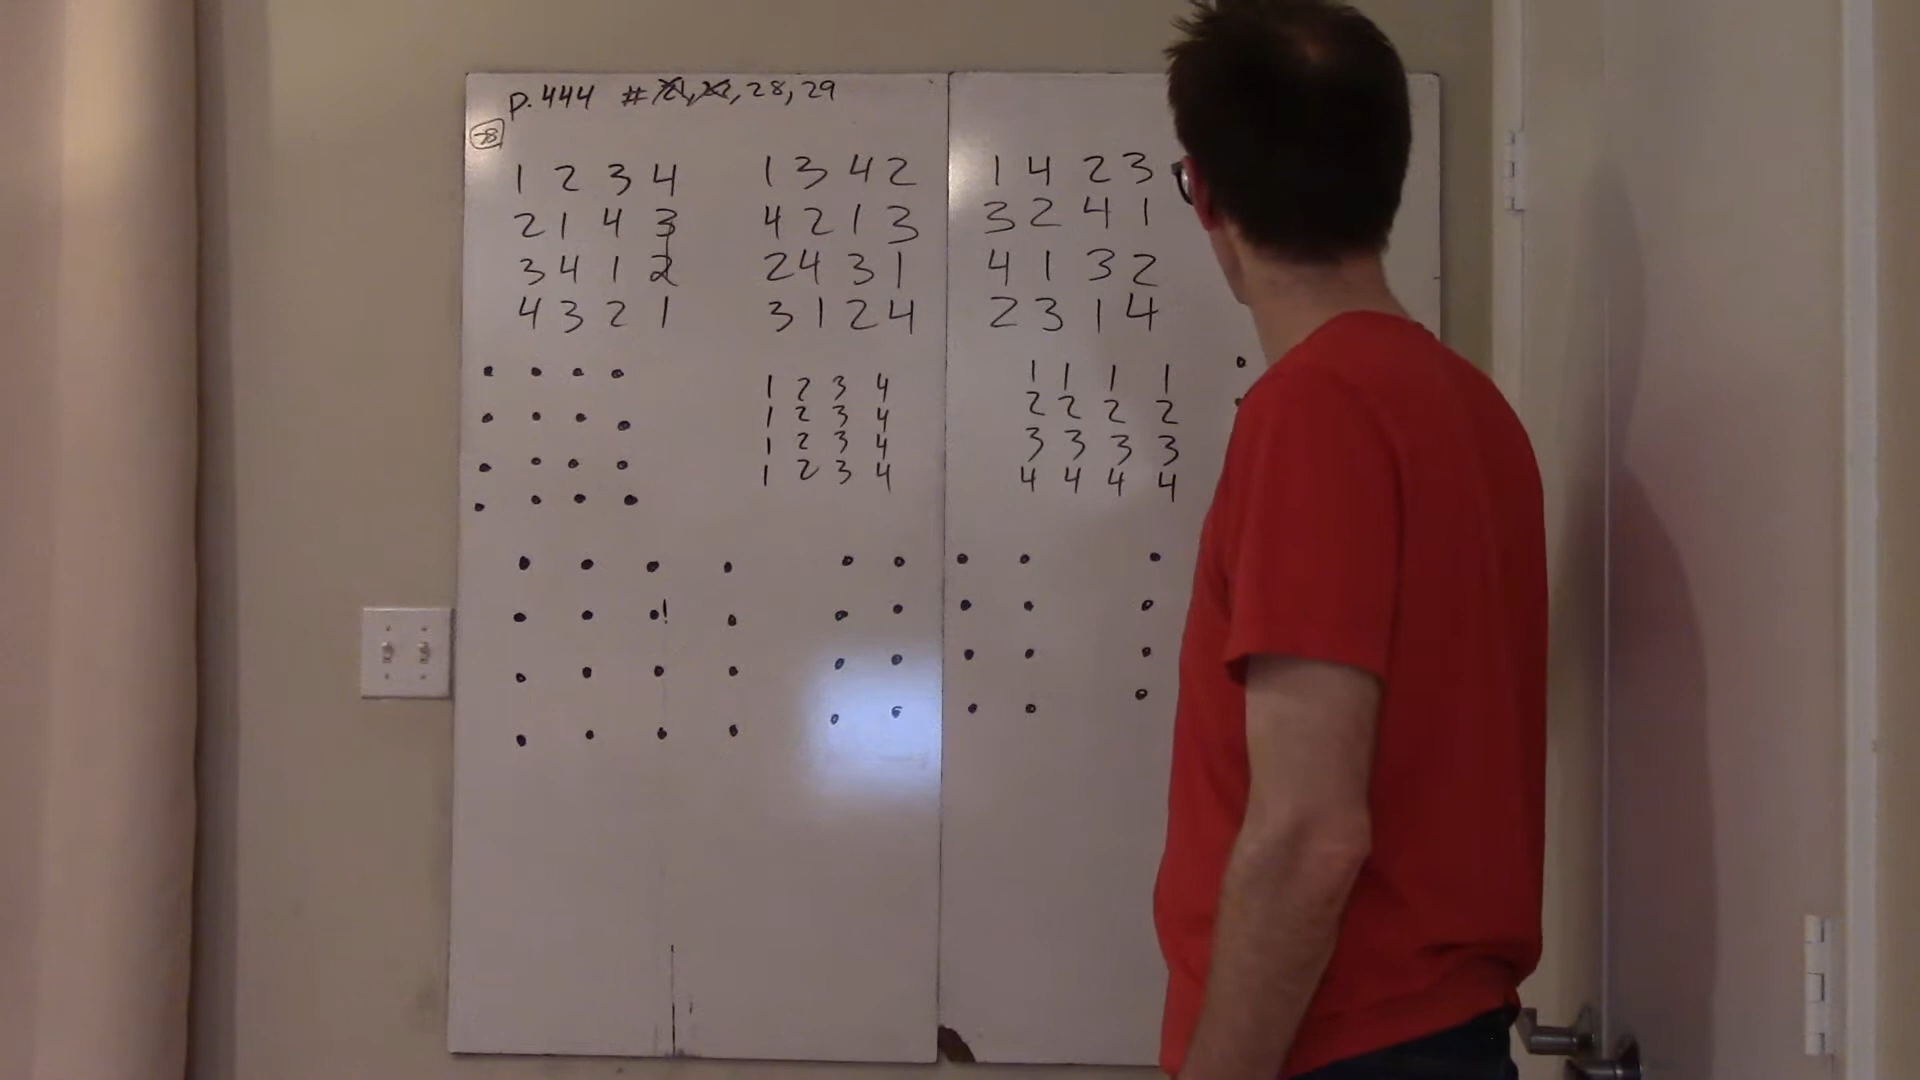 p. 444 # 21, 22, 28, 29
28
1 2 3 4
2 1 4 3
3 4 1 2
4 3 2 1
1 3 4 2
4 2 1 3
2 4 3 1
3 1 2 4
1 4 2 3
3 2 4 1
4 1 3 2
2 3 1 4
1 2 3 4
1 2 3 4
1 2 3 4
1 2 3 4
1 1 1 1
2 2 2 2
3 3 3 3
4 4 4 4